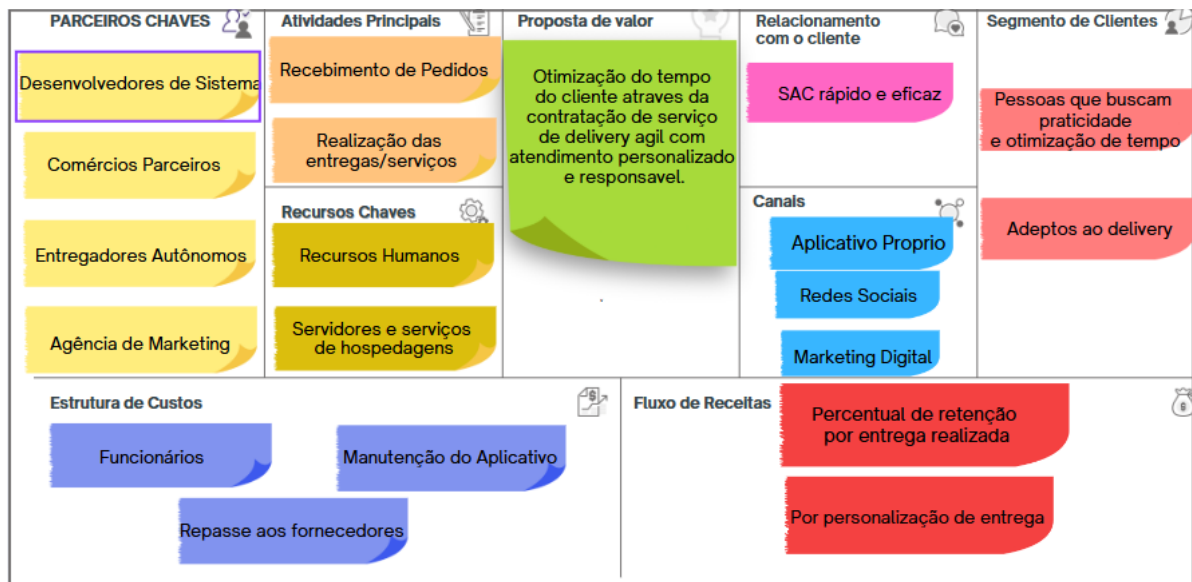 PARCEIROS CHAVES
Desenvolvedores de Sistema
Comércios Parceiros
Entregadores Autônomos
Agência de Marketing
Atividades Principais
Recebimento de Pedidos
Realização das
entregas/serviços
Recursos Chaves
Recursos Humanos
Servidores e serviços
de hospedagens
Proposta de valor
Otimização do tempo
do cliente atraves da
contratação de serviço
de delivery agil com
atendimento personalizado
e responsavel.
Relacionamento
com o cliente
SAC rápido e eficaz
Canais
Aplicativo Proprio
Redes Sociais
Marketing Digital
Segmento de Clientes
Pessoas que buscam
praticidade
e otimização de tempo
Adeptos ao delivery
Estrutura de Custos
Funcionários
Manutenção do Aplicativo
Repasse aos fornecedores
Fluxo de Receitas
Percentual de retenção
por entrega realizada
Por personalização de entrega